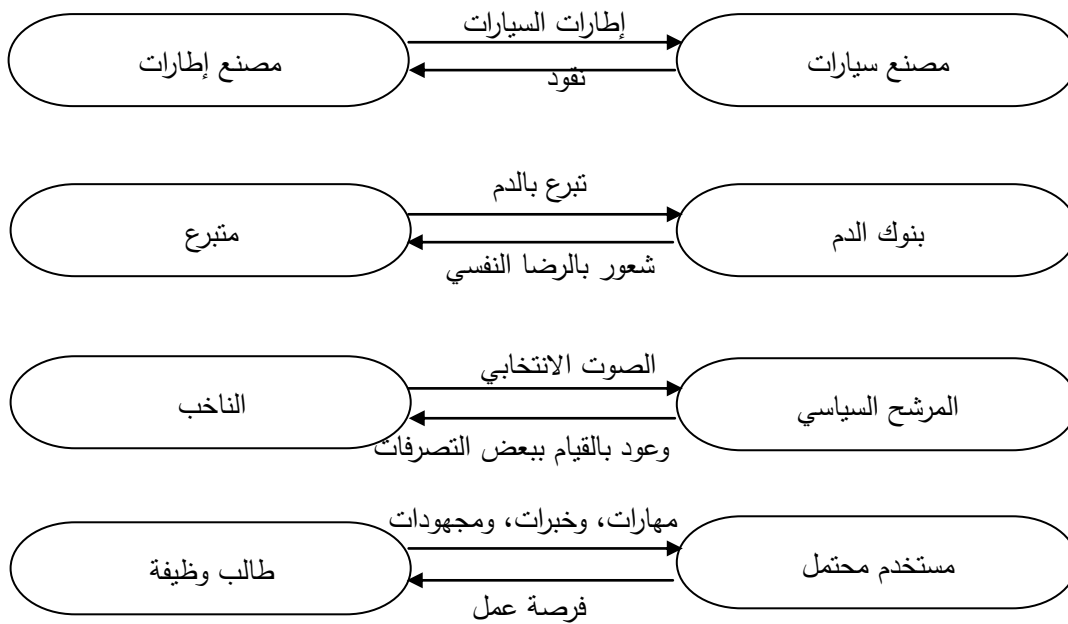 إطارات السيارات
مصنع سيارات
مصنع إطارات
نقود
تبرع بالدم
بنوك الدم
متبرع
شعور بالرضا النفسي
الصوت الانتخابي
المرشح السياسي
الناخب
وعود بالقيام ببعض التصرفات
مهارات، وخبرات، ومجهودات
مستخدم محتمل
طالب وظيفة
فرصة عمل